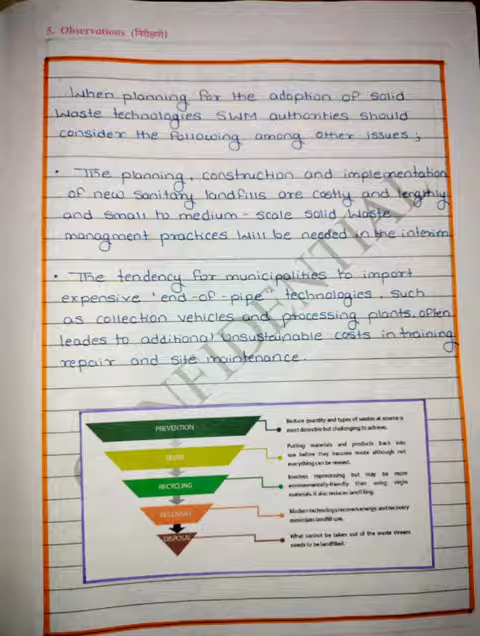 5. Observations (निरीक्षणे)
When planning for the adoption of solid
Waste technologies SWM authorities should
consider the following among other issues;
• The planning, construction and implementation
of new sanitary landfills are costly and lengthly
and small to medium-scale solid waste
managment practices will be needed in the interim
• The tendency for municipalities to import
expensive 'end-of-pipe' technologies, such
as collection vehicles and processing plants, often
leads to additional unsustainable costs in training,
repair and site maintenance.
CONFIDENTIAL
PREVENTION
Reduce quantity and types of wastes at source is
most desirable but challenging to achieve.
REUSE
Putting materials and products back into
use before they become waste although not
everything can be reused.
RECYCLING
Involves reprocessing but may be more
environmentally-friendly than using virgin
materials. It also reduces landfilling.
RECOVERY
Modern technology recovers energy and recovery
minimizes landfill use.
DISPOSAL
What cannot be taken out of the waste stream
needs to be landfilled.